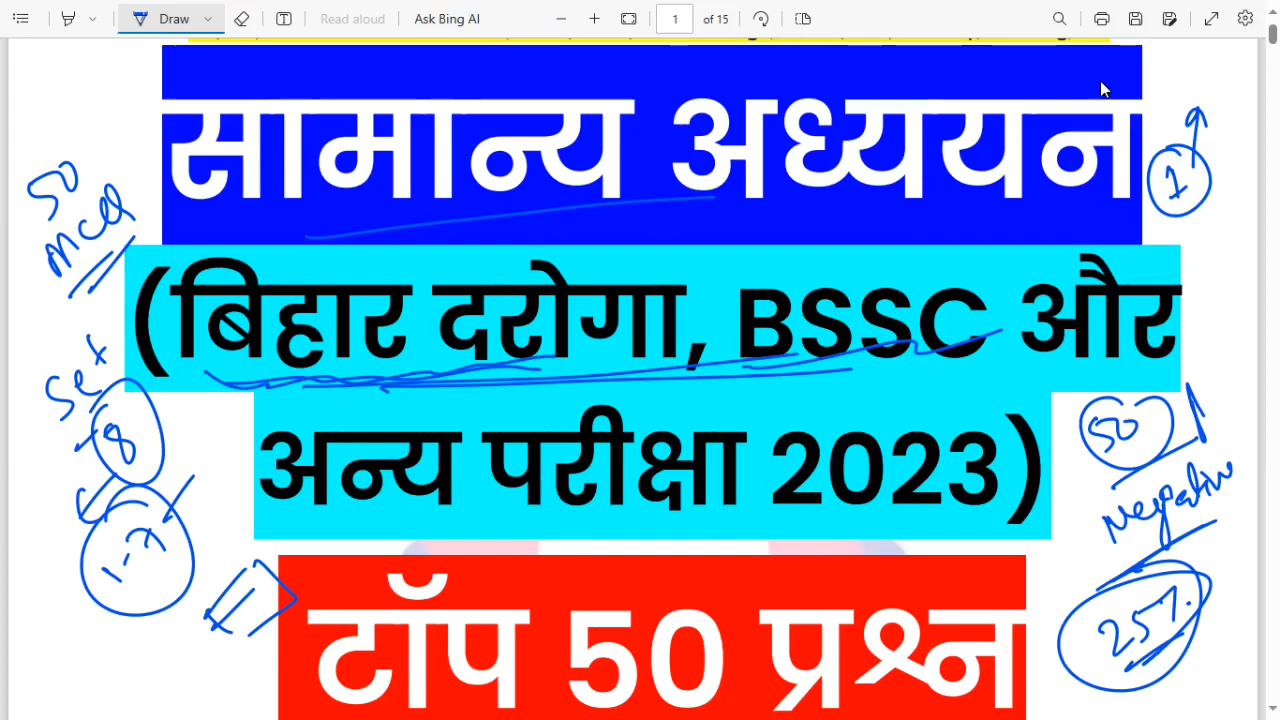 Draw
Read aloud
Ask Bing AI
1
of 15
सामान्य अध्ययन
1
50
MCQ
(बिहार दरोगा, BSSC और
Set
8
50
अन्य परीक्षा 2023)
Negative
1-7
25%.
टॉप 50 प्रश्न